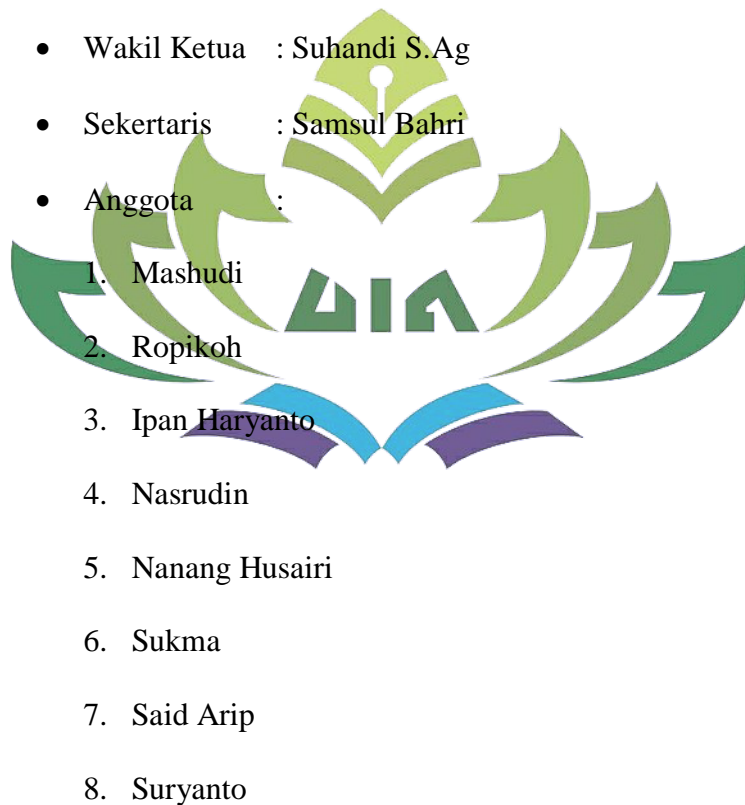 • Wakil Ketua : Suhandi S.Ag
• Sekertaris : Samsul Bahri
• Anggota :
1. Mashudi
UIN
2. Ropikoh
3. Ipan Haryanto
4. Nasrudin
5. Nanang Husairi
6. Sukma
7. Said Arip
8. Suryanto